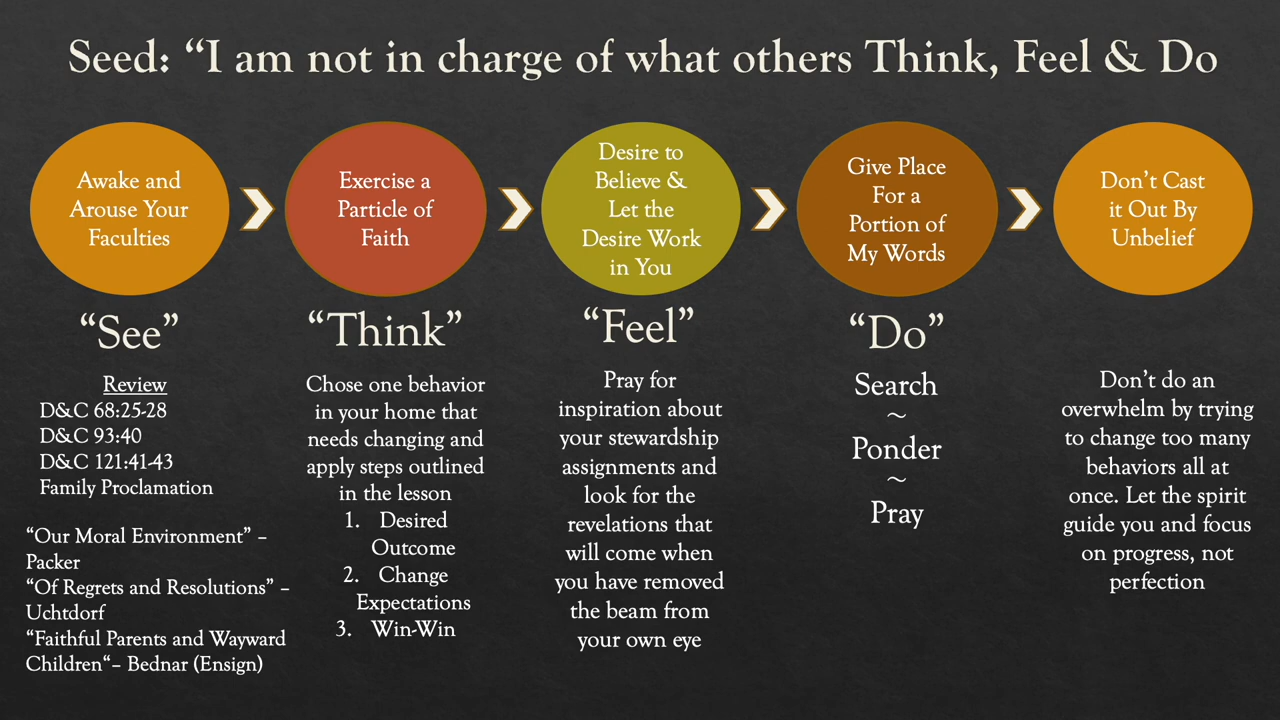 Seed: “I am not in charge of what others Think, Feel & Do
Awake and
Arouse Your
Faculties
Exercise a
Particle of
Faith
Desire to
Believe &
Let the
Desire Work
in You
Give Place
For a
Portion of
My Words
Don’t Cast
it Out By
Unbelief
“See”
Review
D&C 68:25-28
D&C 93:40
D&C 121:41-43
Family Proclamation
“Our Moral Environment” –
Packer
“Of Regrets and Resolutions” –
Uchtdorf
“Faithful Parents and Wayward
Children“– Bednar (Ensign)
“Think”
Chose one behavior
in your home that
needs changing and
apply steps outlined
in the lesson
1. Desired
Outcome
2. Change
Expectations
3. Win-Win
“Feel”
Pray for
inspiration about
your stewardship
assignments and
look for the
revelations that
will come when
you have removed
the beam from
your own eye
“Do”
Search
~
Ponder
~
Pray
Don’t do an
overwhelm by trying
to change too many
behaviors all at
once. Let the spirit
guide you and focus
on progress, not
perfection